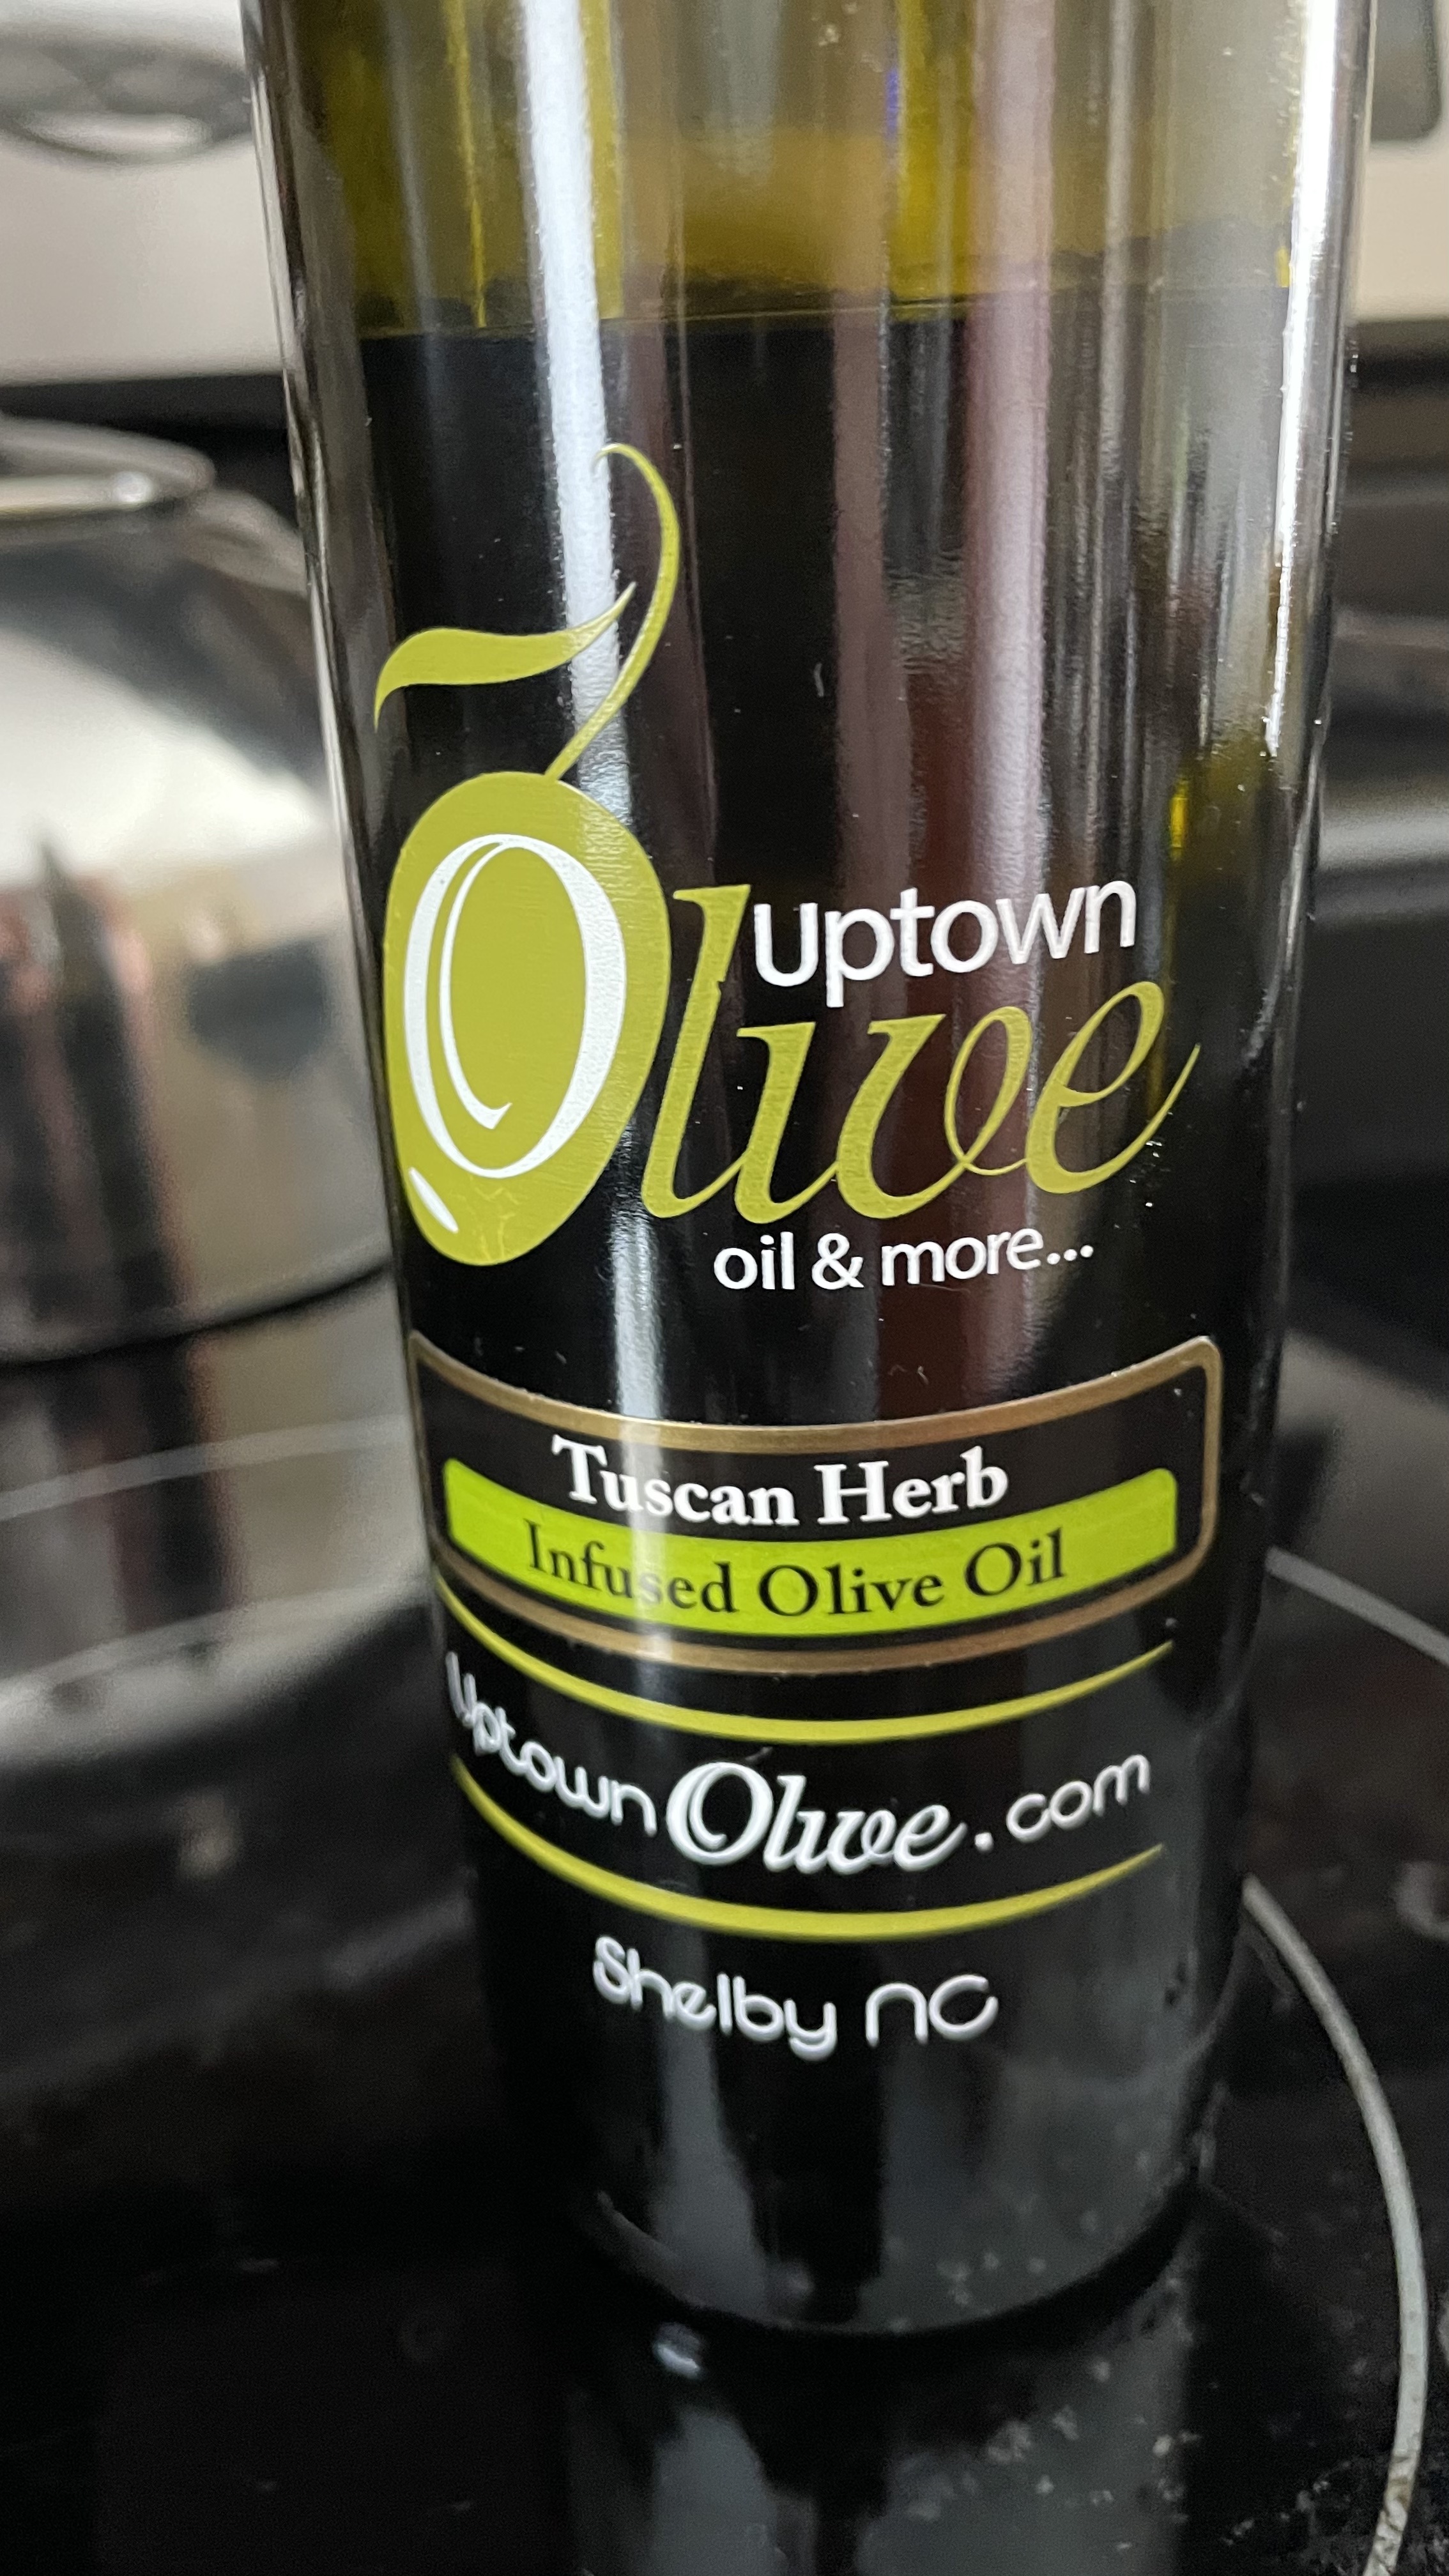 Uptown
Olive
oil & more...
Tuscan Herb
Infused Olive Oil
UptownOlive.com
Shelby NC